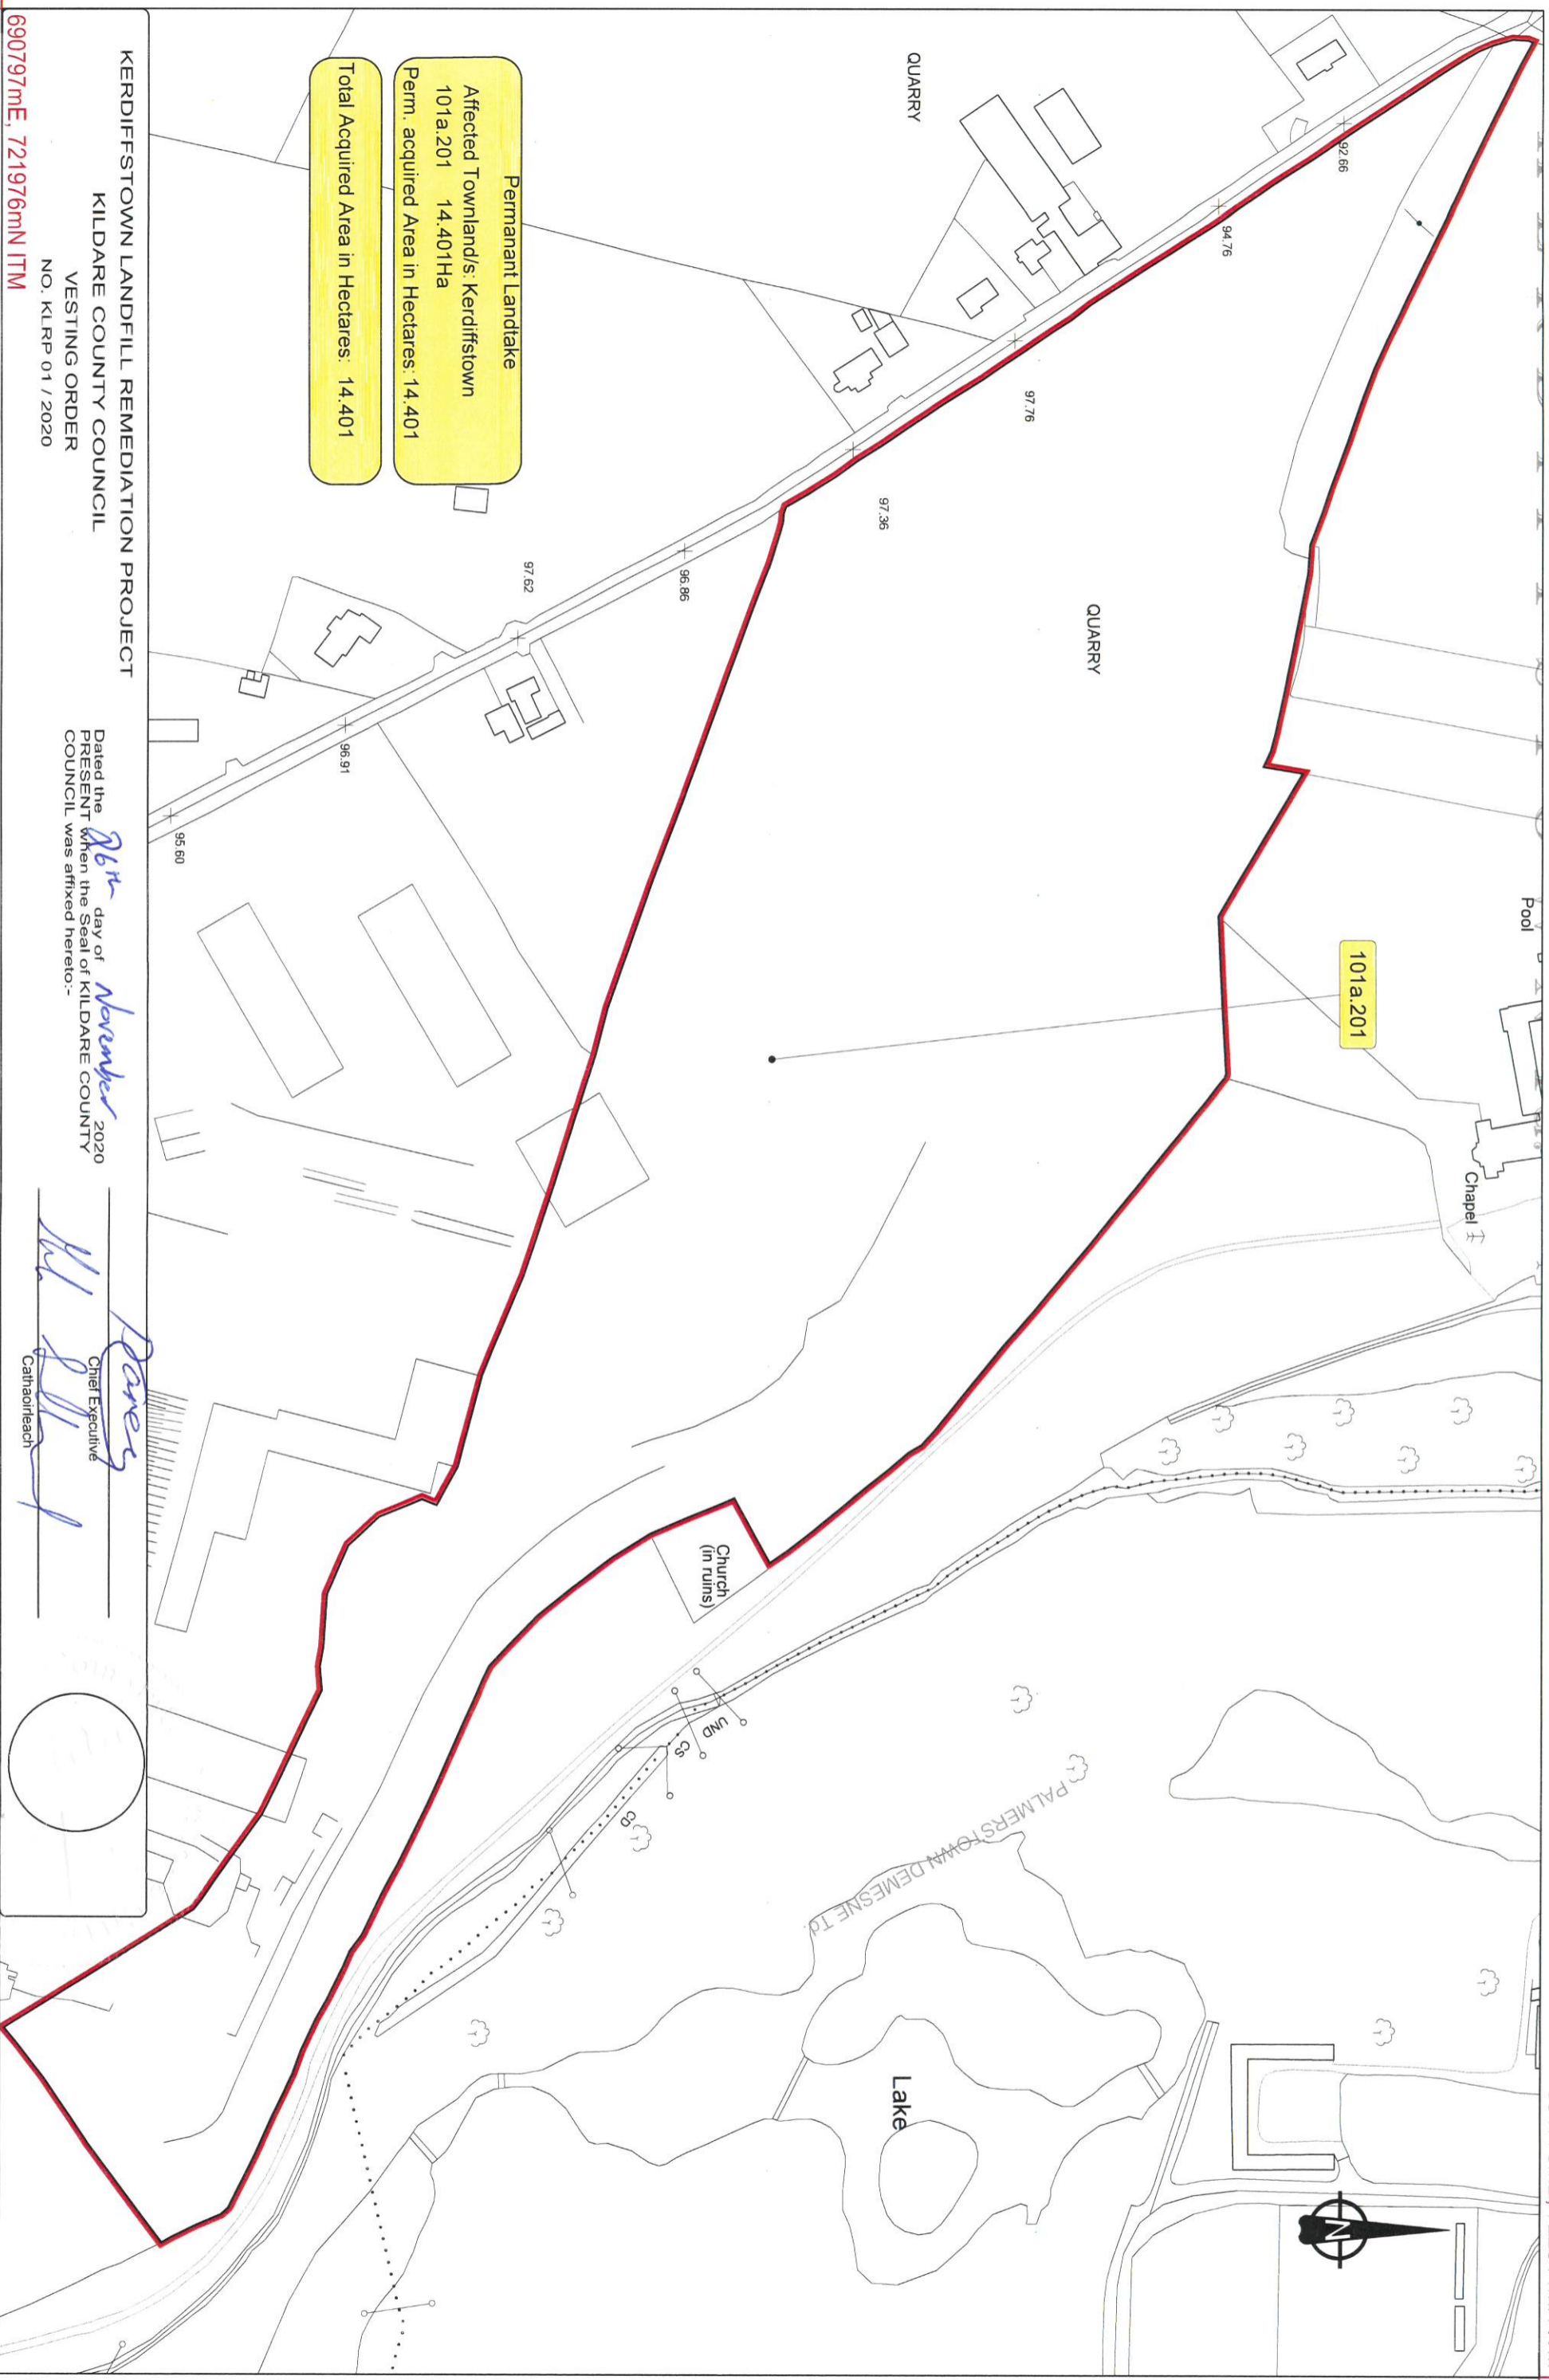 Pool
Chapel
101a.201
QUARRY
QUARRY
92.66
94.76
97.76
97.36
96.86
97.62
96.91
95.60
Church
(in ruins)
UND
CS
CS
PALMERSTOWN DEMESNE Td.
Lake
N
Permanant Landtake
Affected Townland/s: Kerdiffstown
101a.201 14.401Ha
Perm. acquired Area in Hectares: 14.401
Total Acquired Area in Hectares: 14.401
KERDIFFSTOWN LANDFILL REMEDIATION PROJECT
KILDARE COUNTY COUNCIL
VESTING ORDER
NO. KLRP 01 / 2020
Dated the 26th day of November 2020
PRESENT when the Seal of KILDARE COUNTY
COUNCIL was affixed hereto:-
Chief Executive
Cathaoirleach
690797mE, 721976mN ITM